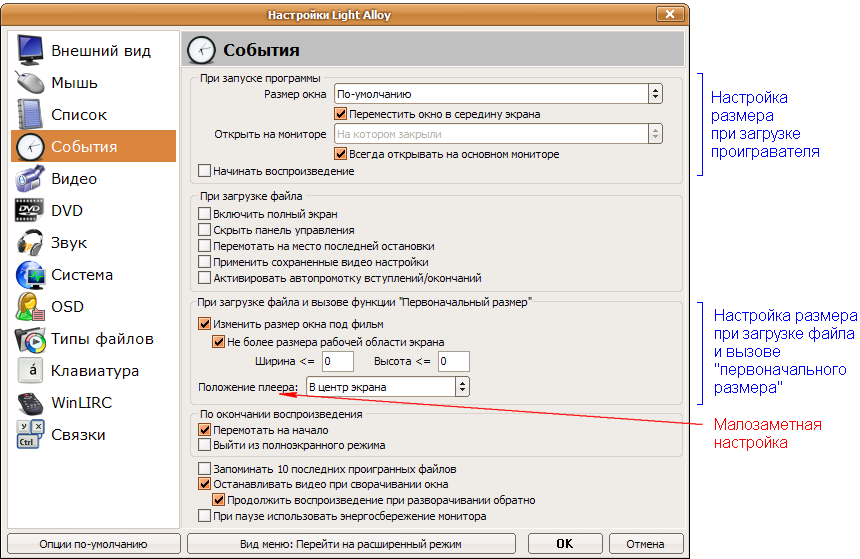 Настройки Light Alloy
Внешний вид
Мышь
Список
События
Видео
DVD
Звук
Система
OSD
Типы файлов
á
Клавиатура
WinLIRC
У Х
Ctrl
Связки
События
При запуске программы
Размер окна По-умолчанию
Переместить окно в середину экрана
Открыть на мониторе На котором закрыли
Всегда открывать на основном мониторе
Начинать воспроизведение
При загрузке файла
Включить полный экран
Скрыть панель управления
Перемотать на место последней остановки
Применить сохраненные видео настройки
Активировать автопромотку вступлений/окончаний
При загрузке файла и вызове функции "Первоначальный размер"
Изменить размер окна под фильм
Не более размера рабочей области экрана
Ширина <= 0 Высота <= 0
Положение плеера: В центр экрана
По окончании воспроизведения
Перемотать на начало
Выйти из полноэкранного режима
Запоминать 10 последних проигранных файлов
Останавливать видео при сворачивании окна
Продолжить воспроизведение при разворачивании обратно
При паузе использовать энергосбережение монитора
Опции по-умолчанию
Вид меню: Перейти на расширенный режим
OK
Отмена
Настройка
размера
при загрузке
проигравателя
Настройка размера
при загрузке файла
и вызове
"первоначального
размера"
Малозаметная
настройка